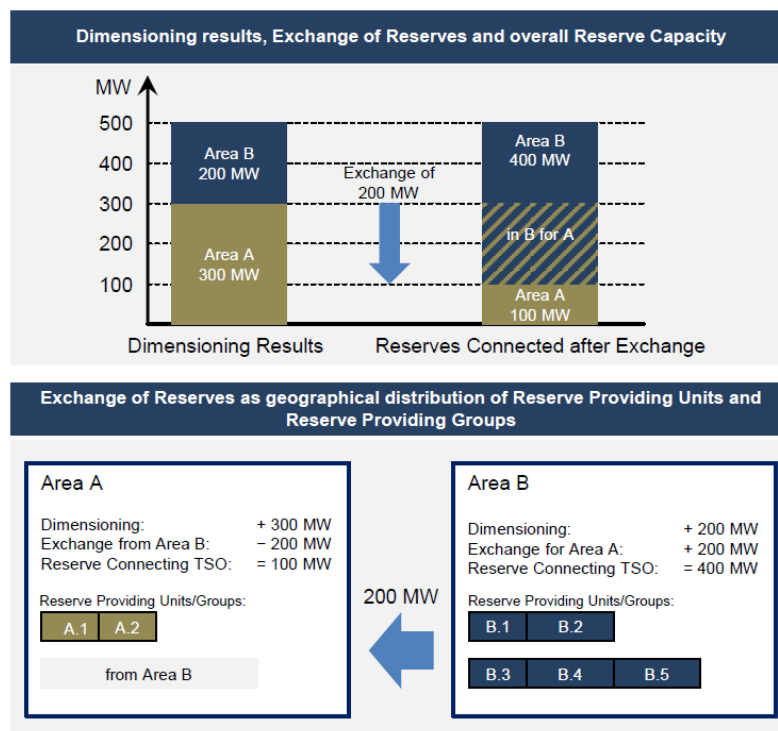 Dimensioning results, Exchange of Reserves and overall Reserve Capacity
MW
500
400
300
200
100
Area B
200 MW
Area A
300 MW
Exchange of
200 MW
Area B
400 MW
in B for A
Area A
100 MW
Dimensioning Results
Reserves Connected after Exchange
Exchange of Reserves as geographical distribution of Reserve Providing Units and
Reserve Providing Groups
Area A
Dimensioning: + 300 MW
Exchange from Area B: − 200 MW
Reserve Connecting TSO: = 100 MW
Reserve Providing Units/Groups:
A.1 A.2
from Area B
200 MW
Area B
Dimensioning: + 200 MW
Exchange for Area A: + 200 MW
Reserve Connecting TSO: = 400 MW
Reserve Providing Units/Groups:
B.1 B.2
B.3 B.4 B.5